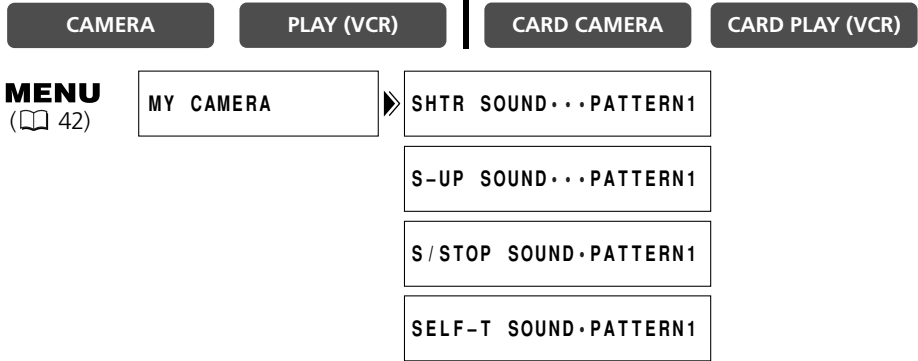 CAMERA PLAY (VCR) CARD CAMERA CARD PLAY (VCR)
MENU MY CAMERA SHTR SOUND···PATTERN1
( 42)
S–UP SOUND···PATTERN1
S/STOP SOUND·PATTERN1
SELF–T SOUND·PATTERN1